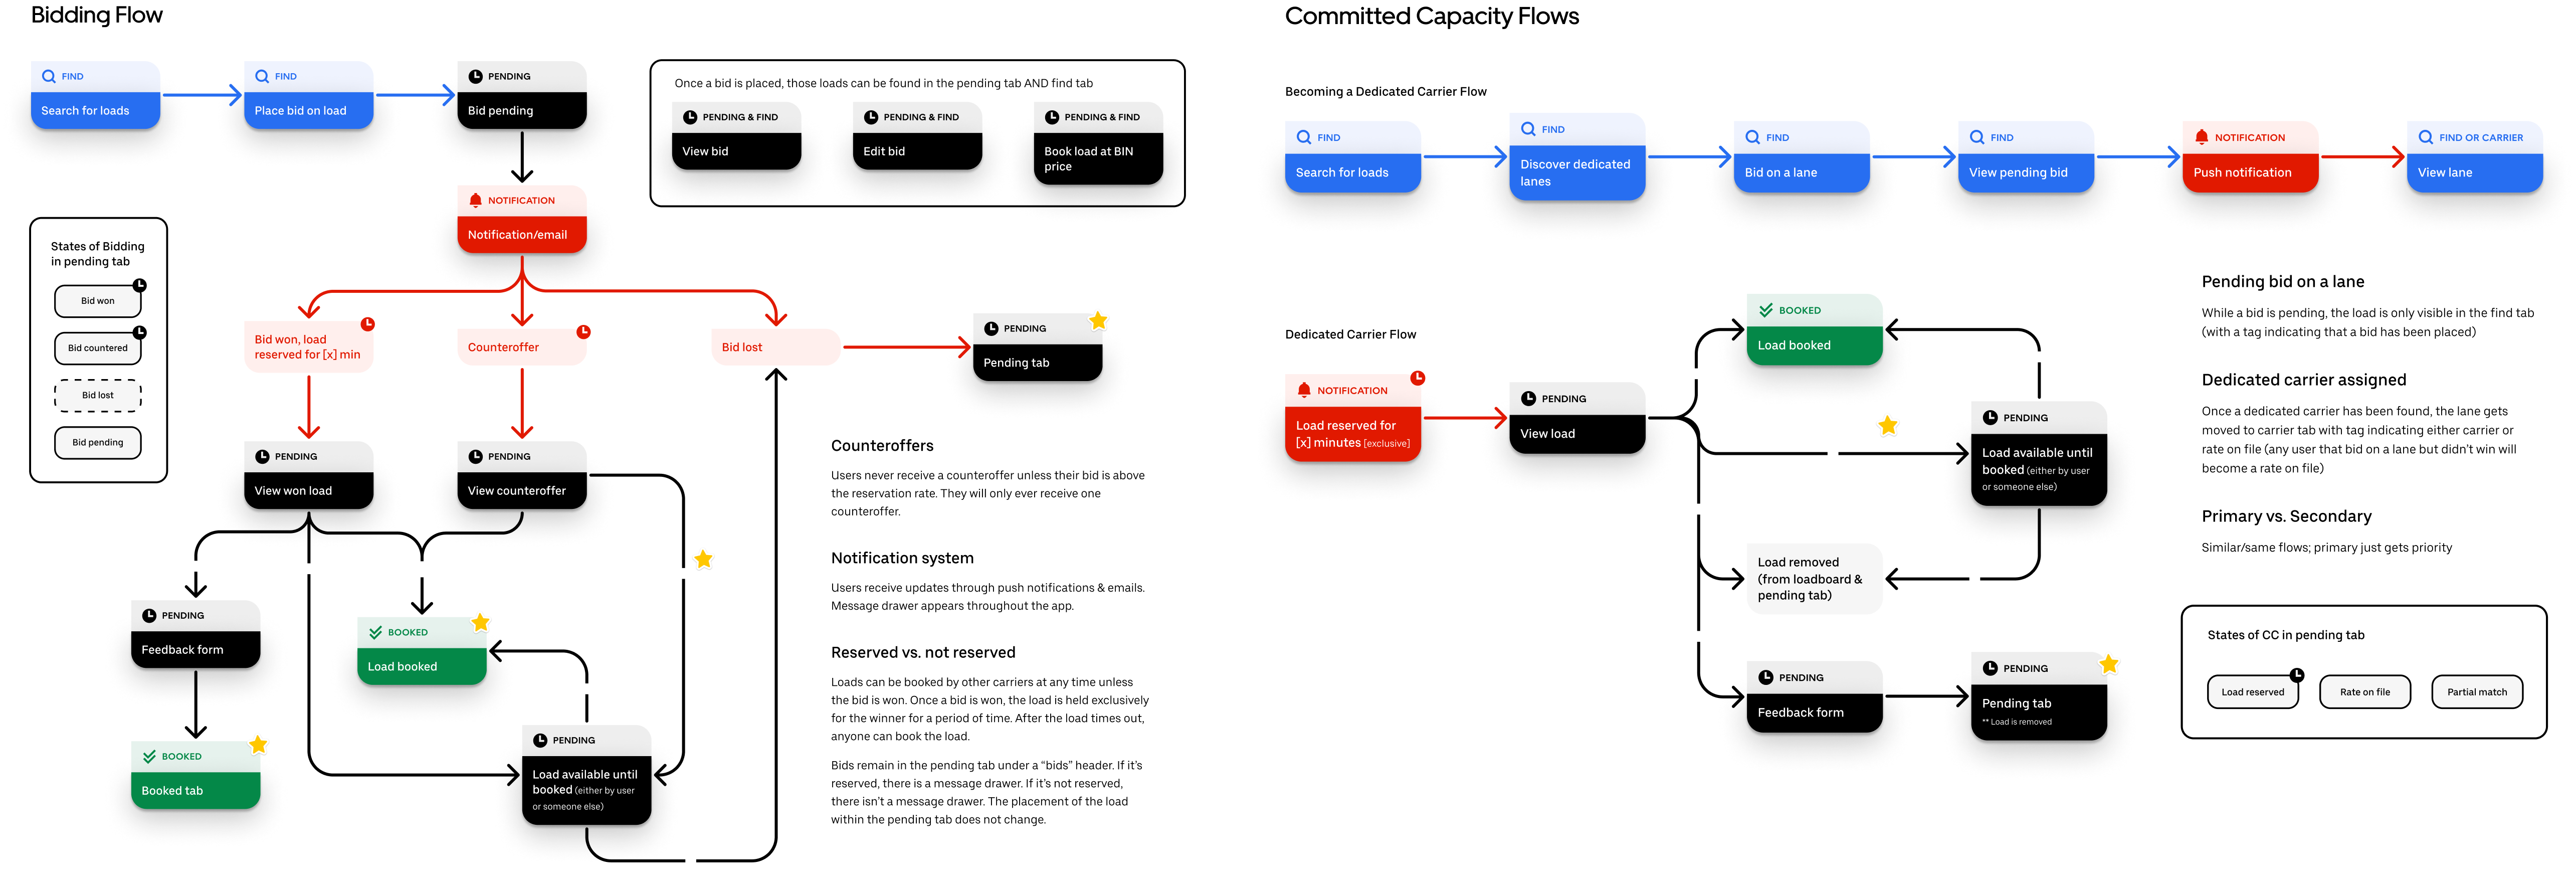 Bidding Flow
FIND
Search for loads
FIND
Place bid on load
PENDING
Bid pending
Once a bid is placed, those loads can be found in the pending tab AND find tab
PENDING & FIND
View bid
PENDING & FIND
Edit bid
PENDING & FIND
Book load at BIN
price
NOTIFICATION
Notification/email
States of Bidding
in pending tab
Bid won
Bid countered
Bid lost
Bid pending
Bid won, load
reserved for [x] min
Counteroffer
Bid lost
PENDING
Pending tab
PENDING
View won load
PENDING
View counteroffer
PENDING
Feedback form
BOOKED
Load booked
BOOKED
Booked tab
PENDING
Load available until
booked (either by user
or someone else)
Counteroffers
Users never receive a counteroffer unless their bid is above
the reservation rate. They will only ever receive one
counteroffer.
Notification system
Users receive updates through push notifications & emails.
Message drawer appears throughout the app.
Reserved vs. not reserved
Loads can be booked by other carriers at any time unless
the bid is won. Once a bid is won, the load is held exclusively
for the winner for a period of time. After the load times out,
anyone can book the load.
Bids remain in the pending tab under a “bids” header. If it’s
reserved, there is a message drawer. If it’s not reserved,
there isn’t a message drawer. The placement of the load
within the pending tab does not change.
Committed Capacity Flows
Becoming a Dedicated Carrier Flow
FIND
Search for loads
FIND
Discover dedicated
lanes
FIND
Bid on a lane
FIND
View pending bid
NOTIFICATION
Push notification
FIND OR CARRIER
View lane
Dedicated Carrier Flow
NOTIFICATION
Load reserved for
[x] minutes [exclusive]
PENDING
View load
BOOKED
Load booked
PENDING
Load available until
booked (either by user
or someone else)
Load removed
(from loadboard &
pending tab)
PENDING
Feedback form
PENDING
Pending tab
** Load is removed
Pending bid on a lane
While a bid is pending, the load is only visible in the find tab
(with a tag indicating that a bid has been placed)
Dedicated carrier assigned
Once a dedicated carrier has been found, the lane gets
moved to carrier tab with tag indicating either carrier or
rate on file (any user that bid on a lane but didn’t win will
become a rate on file)
Primary vs. Secondary
Similar/same flows; primary just gets priority
States of CC in pending tab
Load reserved
Rate on file
Partial match